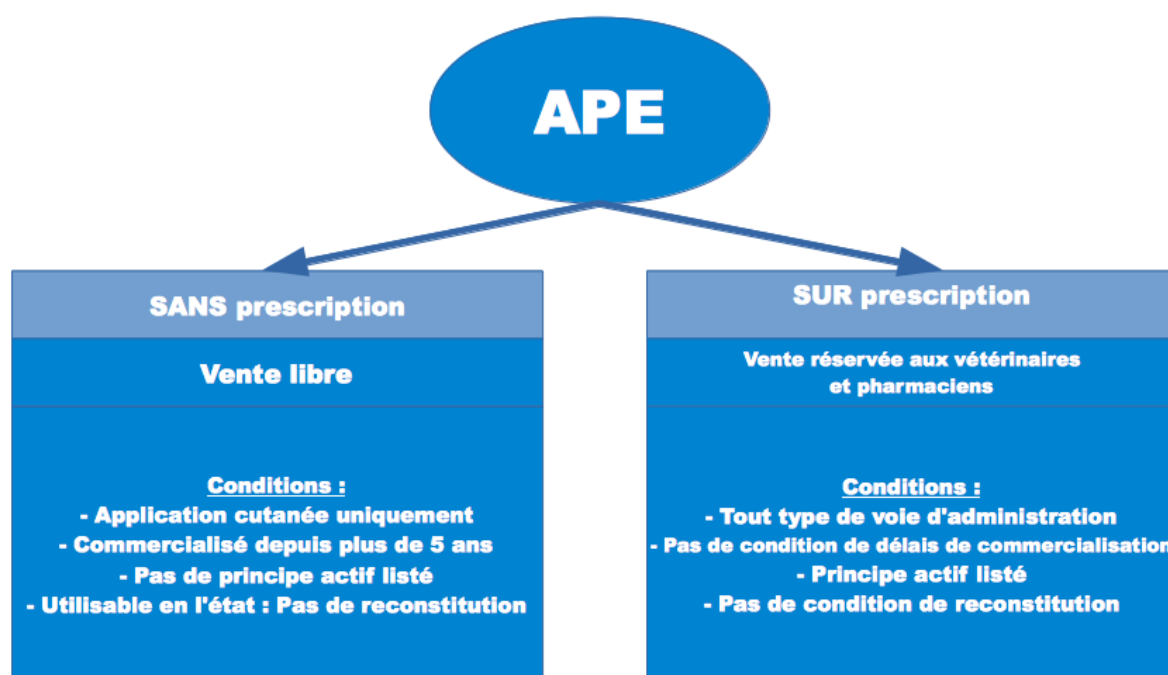 APE
SANS prescription
Vente libre
Conditions :
- Application cutanée uniquement
- Commercialisé depuis plus de 5 ans
- Pas de principe actif listé
- Utilisable en l'état : Pas de reconstitution
SUR prescription
Vente réservée aux vétérinaires
et pharmaciens
Conditions :
- Tout type de voie d'administration
- Pas de condition de délais de commercialisation
- Principe actif listé
- Pas de condition de reconstitution